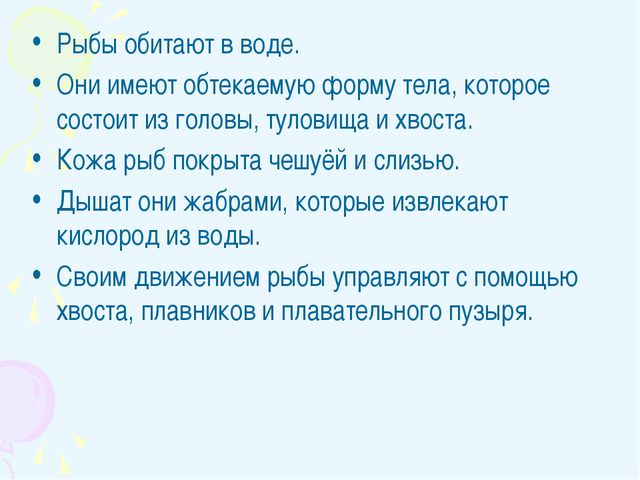 • Рыбы обитают в воде.
• Они имеют обтекаемую форму тела, которое
состоит из головы, туловища и хвоста.
• Кожа рыб покрыта чешуёй и слизью.
• Дышат они жабрами, которые извлекают
кислород из воды.
• Своим движением рыбы управляют с помощью
хвоста, плавников и плавательного пузыря.